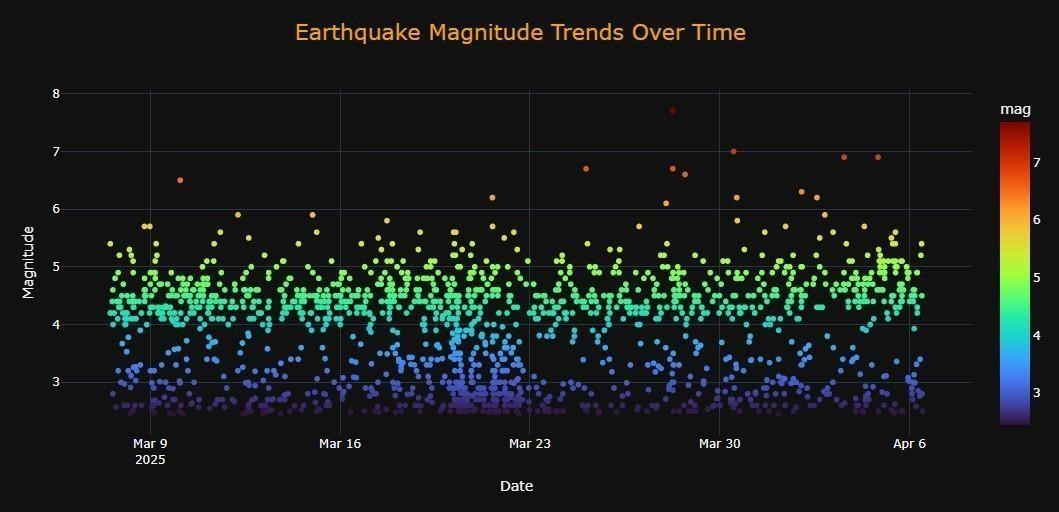 Earthquake Magnitude Trends Over Time
8
7
6
5
4
3
Magnitude
Mar 9
2025
Mar 16
Mar 23
Mar 30
Apr 6
Date
mag
7
6
5
4
3